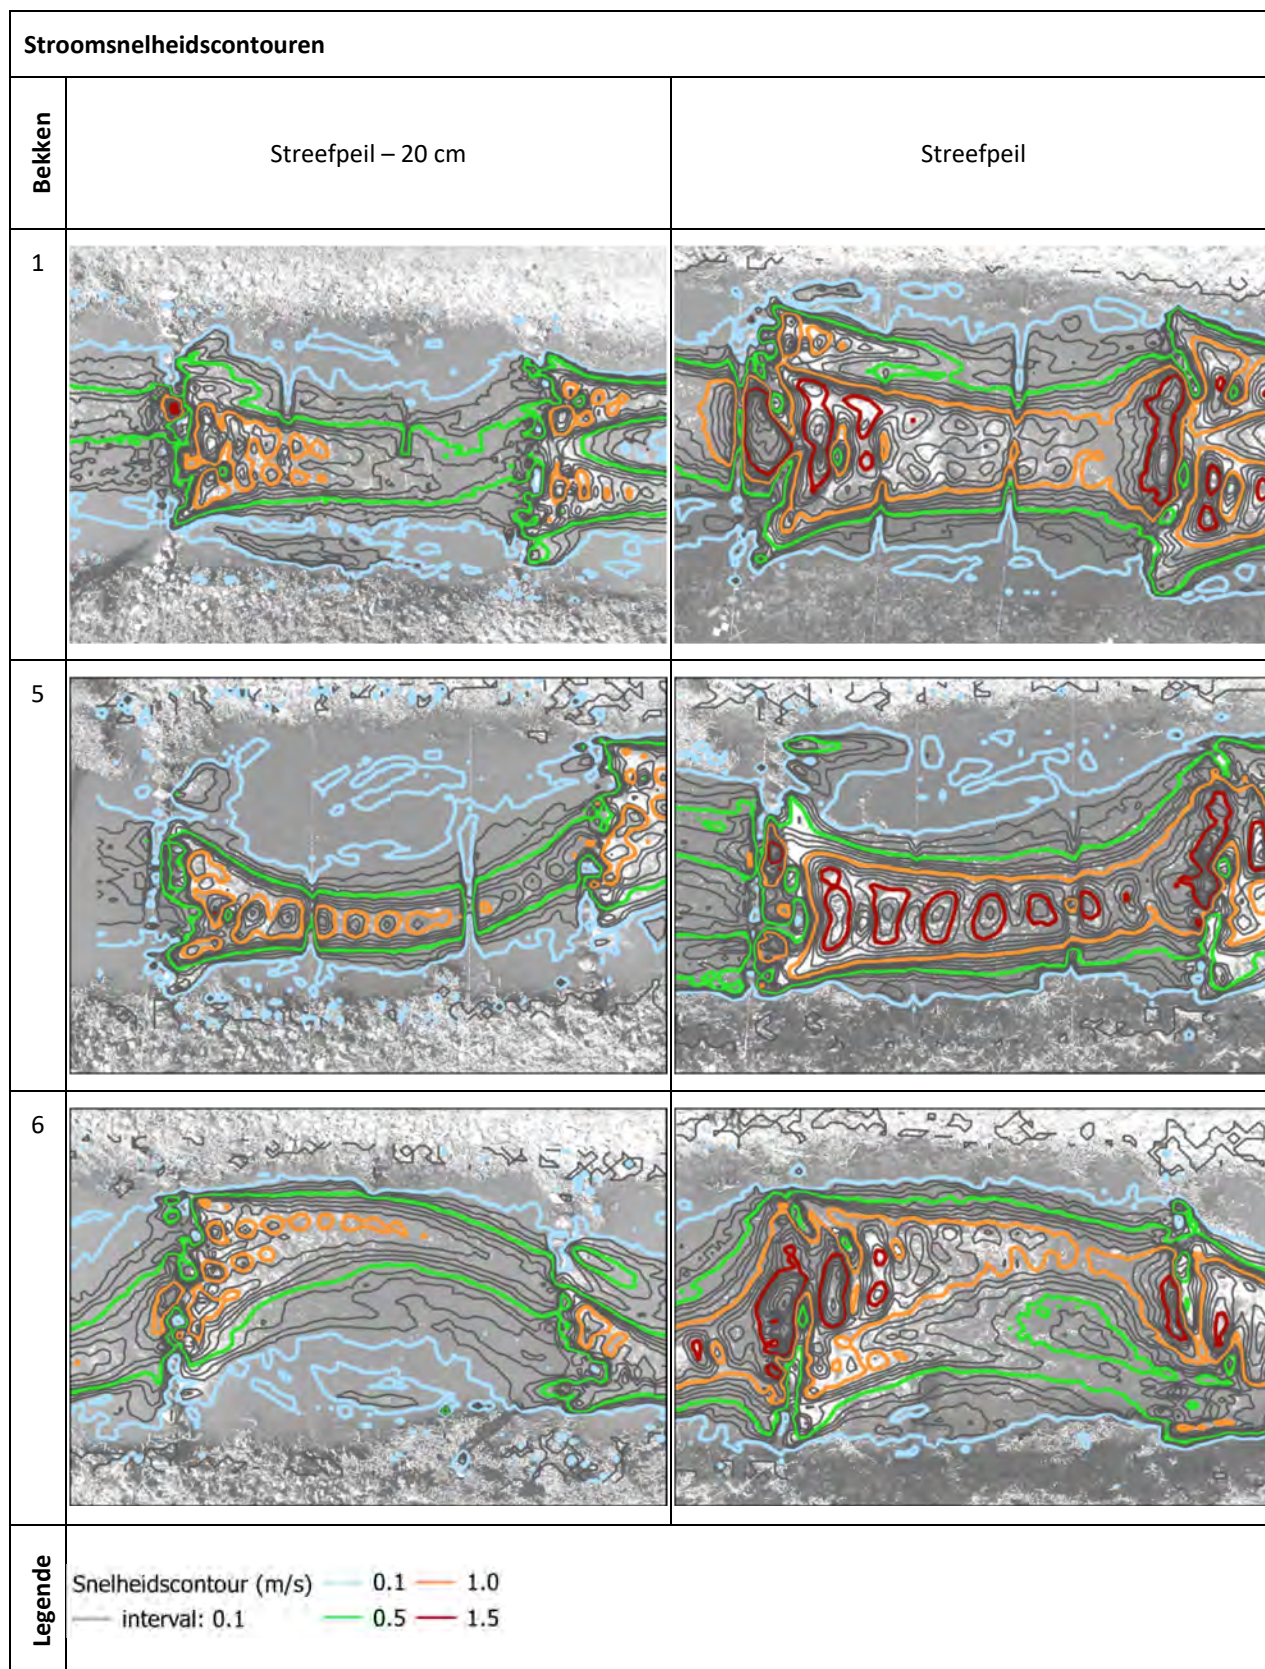 Stroomsnelheidscontouren
Bekken
Streefpeil – 20 cm
Streefpeil
1
5
6
Legende
Snelheidscontour (m/s)
0.1
1.0
interval: 0.1
0.5
1.5